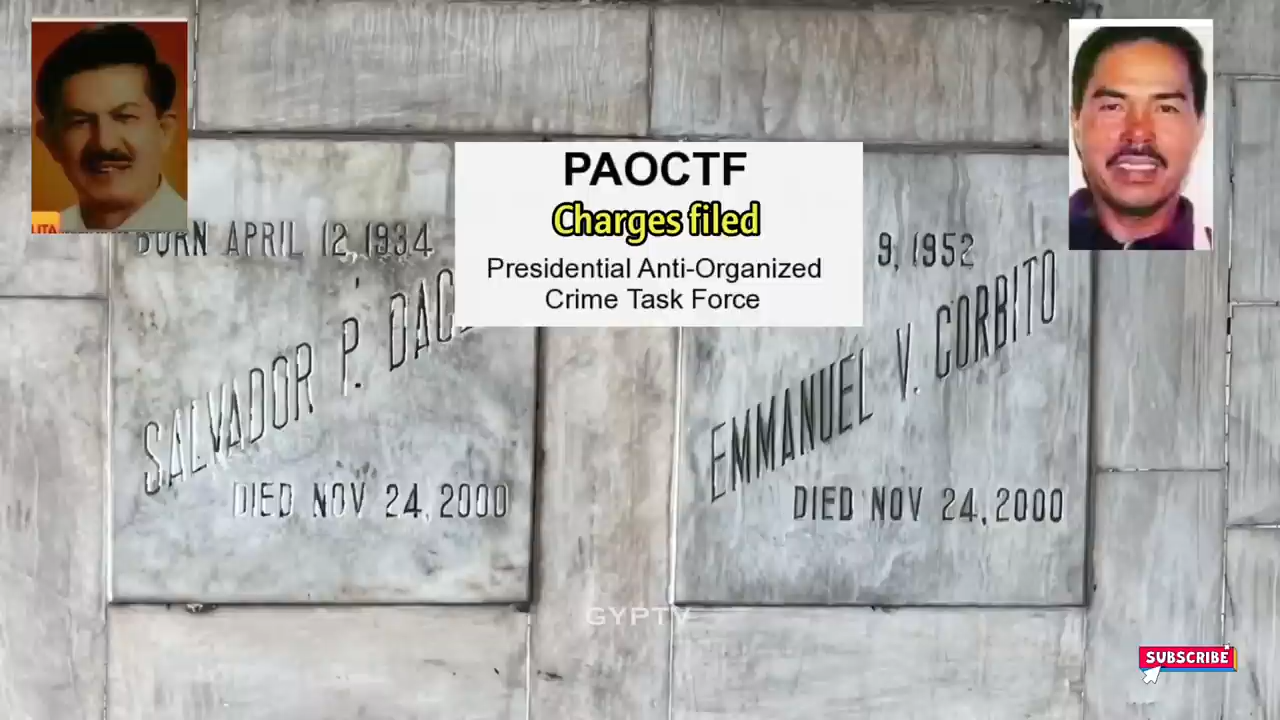 PAOCTF
Charges filed
Presidential Anti-Organized
Crime Task Force
BORN APRIL 12, 1934
SALVADOR P.
DIED NOV 24, 2000
9, 1952
EMMANUEL V. CORBITO
DIED NOV 24, 2000
GYPTV
SUBSCRIBE